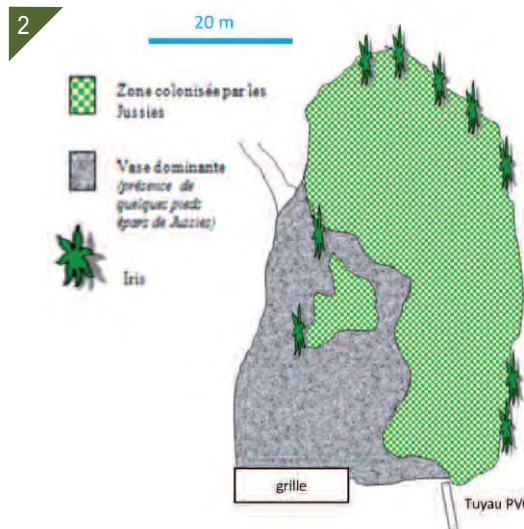 2
20 m
Zone colonisée par les
Jussies
Vase dominante
(présence de
quelques pieds
épars de Jussies)
Iris
grille
Tuyau PVC